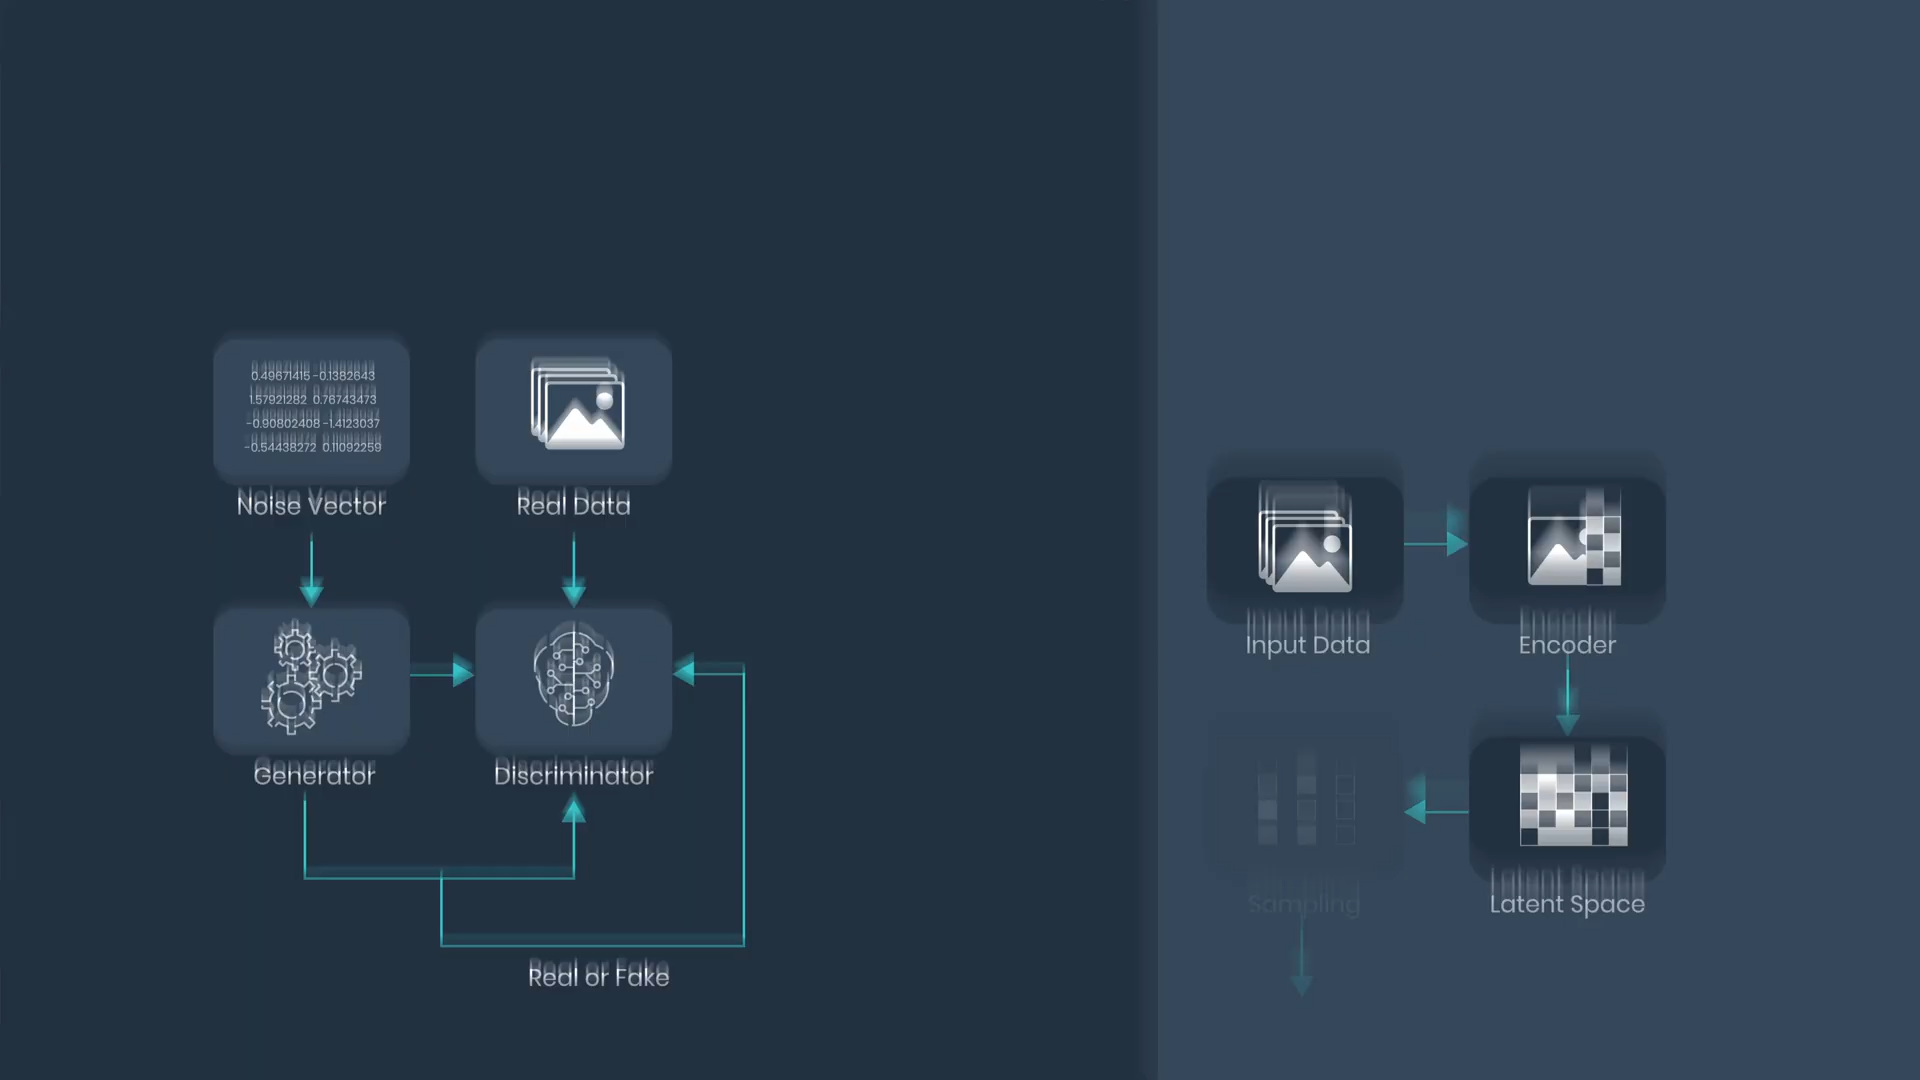 0.49671415 -0.1382643
1.57921282 0.76743473
-0.90802408 -1.4123037
-0.54438272 0.11092259
Noise Vector
Real Data
Generator
Discriminator
Real or Fake
Input Data
Encoder
Sampling
Latent Space